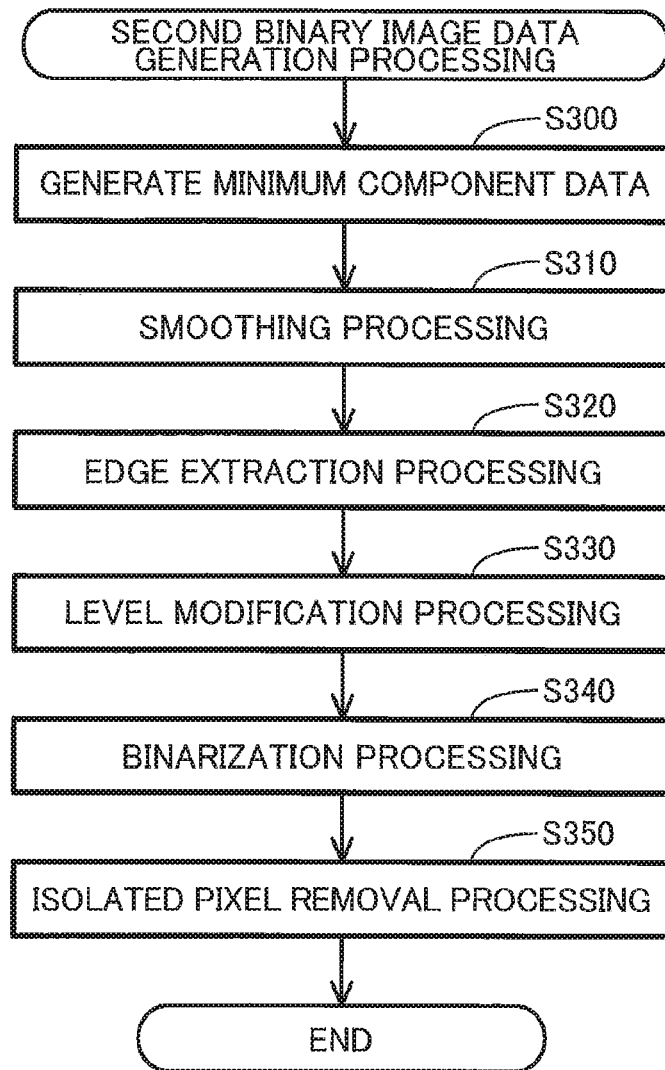 SECOND BINARY IMAGE DATA
GENERATION PROCESSING
S300
GENERATE MINIMUM COMPONENT DATA
S310
SMOOTHING PROCESSING
S320
EDGE EXTRACTION PROCESSING
S330
LEVEL MODIFICATION PROCESSING
S340
BINARIZATION PROCESSING
S350
ISOLATED PIXEL REMOVAL PROCESSING
END